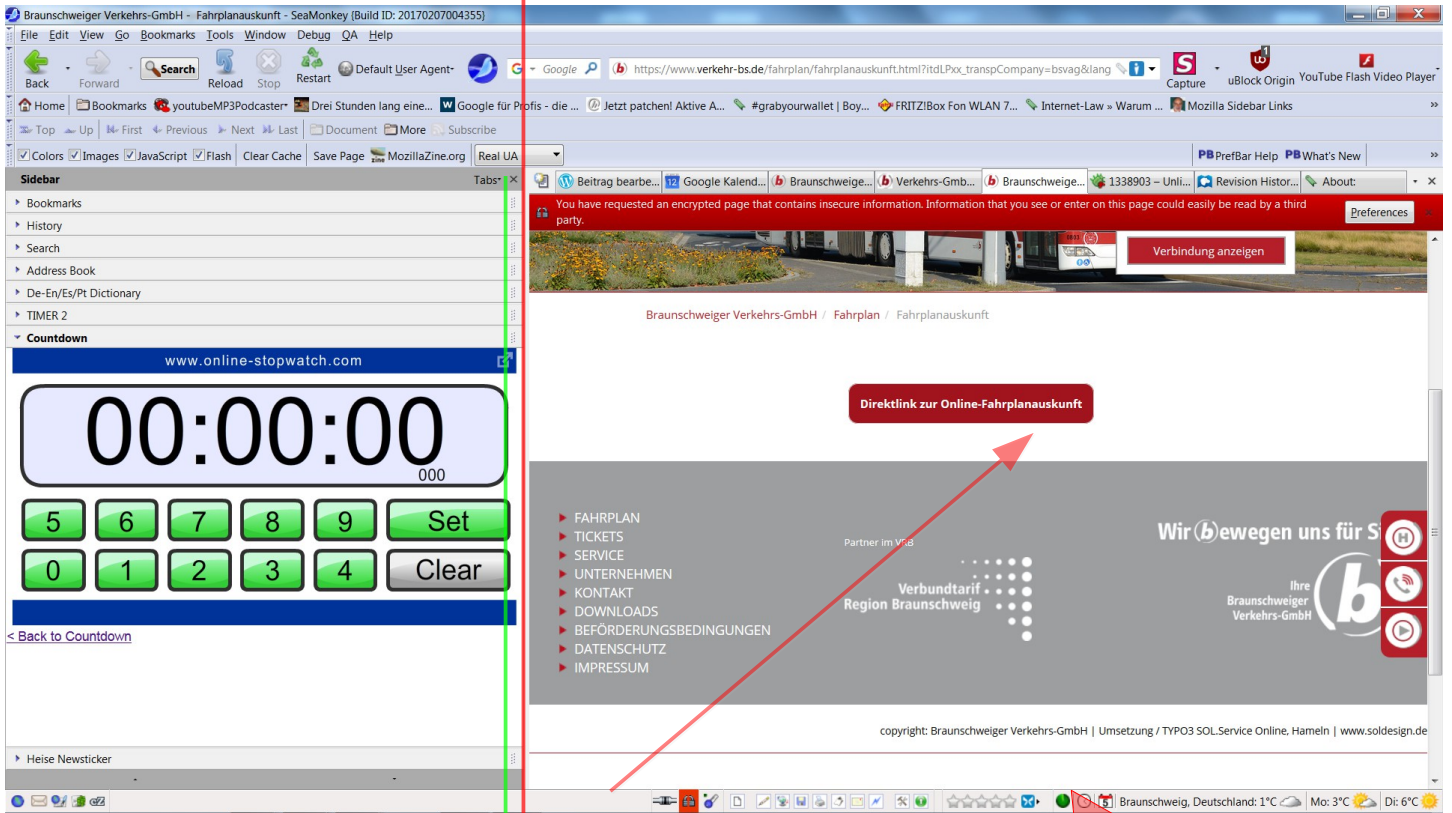 Braunschweiger Verkehrs-GmbH - Fahrplanauskunft - SeaMonkey {Build ID: 20170207004355}
File Edit View Go Bookmarks Tools Window Debug QA Help
Back Forward Search Reload Stop Restart Default User Agent Google https://www.verkehr-bs.de/fahrplan/fahrplanauskunft.html?itdLPxx_transpCompany=bsvag&lang Capture uBlock Origin YouTube Flash Video Player
Home Bookmarks youtubeMP3Podcaster Drei Stunden lang eine... Google für Profis - die ... Jetzt patchen! Aktive A... #grabyourwallet | Boy... FRITZ!Box Fon WLAN 7... Internet-Law » Warum ... Mozilla Sidebar Links »
Top Up First Previous Next Last Document More Subscribe
Colors Images JavaScript Flash Clear Cache Save Page MozillaZine.org Real UA PB PrefBar Help PB What's New »
Sidebar Tabs ×
Beitrag bearbe... Google Kalend... Braunschweige... Verkehrs-Gmb... Braunschweige... 1338903 – Unli... Revision Histor... About:
You have requested an encrypted page that contains insecure information. Information that you see or enter on this page could easily be read by a third
party.
Preferences
Bookmarks
History
Search
Address Book
De-En/Es/Pt Dictionary
TIMER 2
Countdown
www.online-stopwatch.com
00:00:00
000
5 6 7 8 9 Set
0 1 2 3 4 Clear
< Back to Countdown
Heise Newsticker
Verbindung anzeigen
Braunschweiger Verkehrs-GmbH / Fahrplan / Fahrplanauskunft
Direktlink zur Online-Fahrplanauskunft
FAHRPLAN
TICKETS
SERVICE
UNTERNEHMEN
KONTAKT
DOWNLOADS
BEFÖRDERUNGSBEDINGUNGEN
DATENSCHUTZ
IMPRESSUM
Partner im VRB
Verbundtarif
Region Braunschweig
Wir (b)ewegen uns für S
Ihre
Braunschweiger
Verkehrs-GmbH
b
H
copyright: Braunschweiger Verkehrs-GmbH | Umsetzung / TYPO3 SOL.Service Online, Hameln | www.soldesign.de
Braunschweig, Deutschland: 1°C Mo: 3°C Di: 6°C